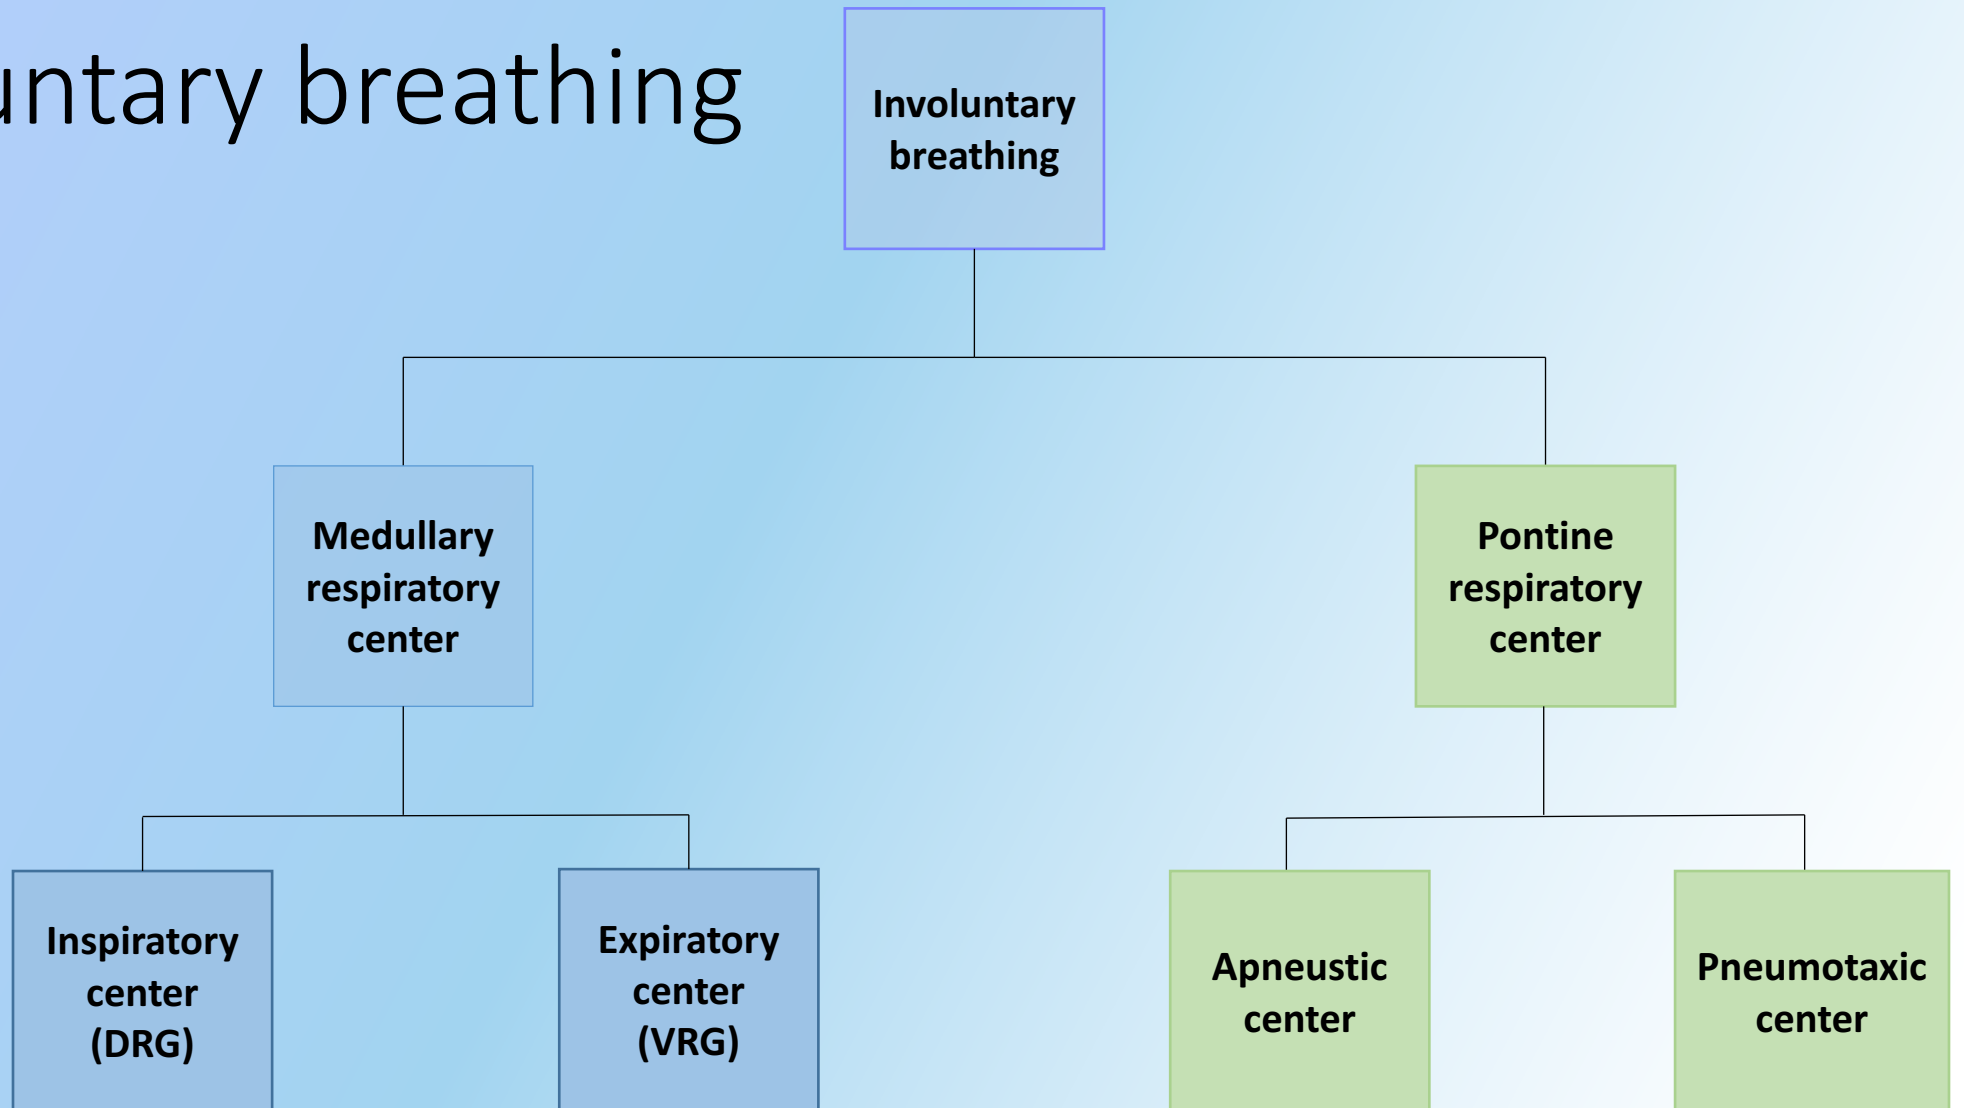 untary breathing
Involuntary
breathing
Medullary
respiratory
center
Pontine
respiratory
center
Inspiratory
center
(DRG)
Expiratory
center
(VRG)
Apneustic
center
Pneumotaxic
center